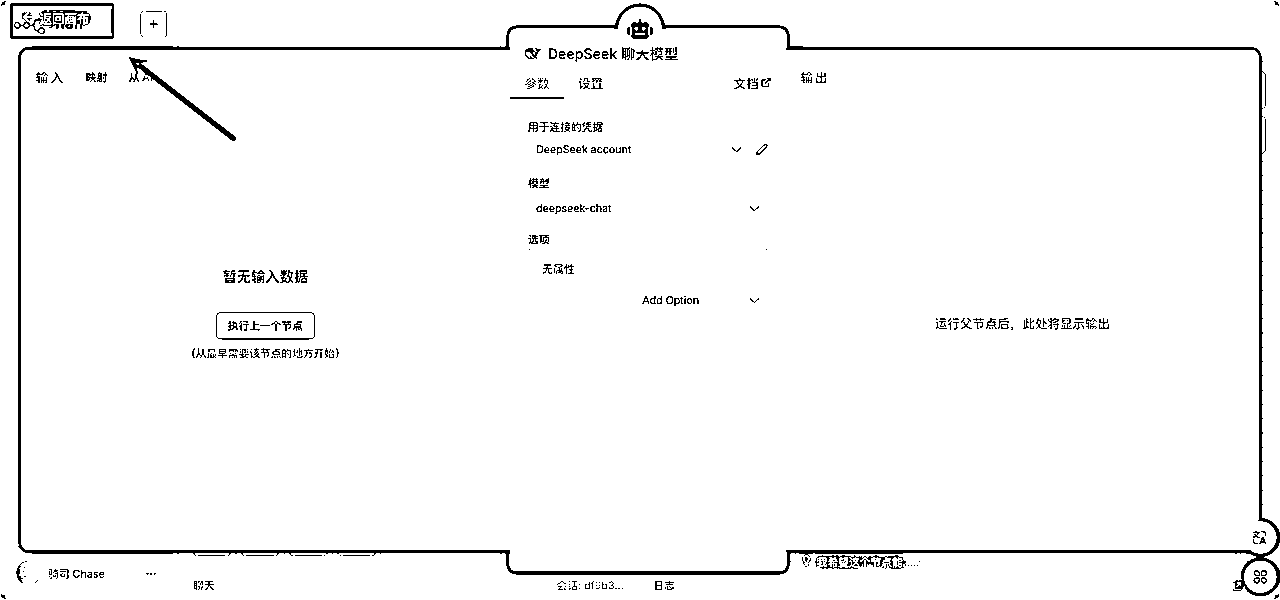 返回画布
+
DeepSeek 聊天模型
输入 映射
参数 设置 文档
输出
用于连接的凭据
DeepSeek account
模型
deepseek-chat
选项
无属性
Add Option
暂无输入数据
执行上一个节点
(从最早需要该节点的地方开始)
运行父节点后，此处将显示输出
骑司 Chase ...
聊天
会话: df9b3...
日志